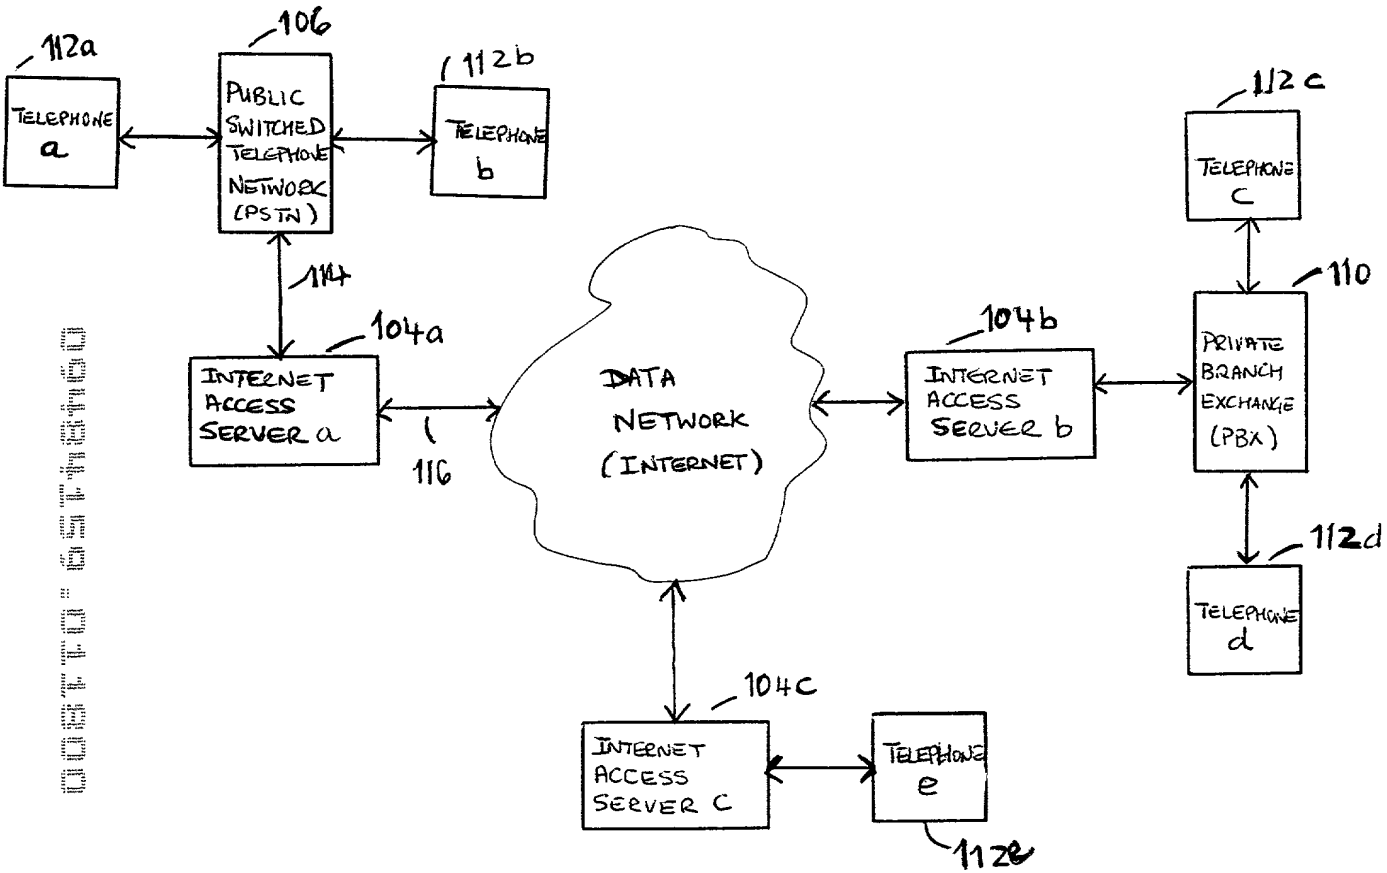 106
112a
112b
TELEPHONE
a
PUBLIC
SWITCHED
TELEPHONE
NETWORK
(PSTN)
TELEPHONE
b
112c
TELEPHONE
c
114
110
104a
104b
INTERNET
ACCESS
SERVER a
116
DATA
NETWORK
(INTERNET)
INTERNET
ACCESS
SERVER b
PRIVATE
BRANCH
EXCHANGE
(PBX)
112d
TELEPHONE
d
104c
INTERNET
ACCESS
SERVER C
TELEPHONE
e
112e
09484159.011800